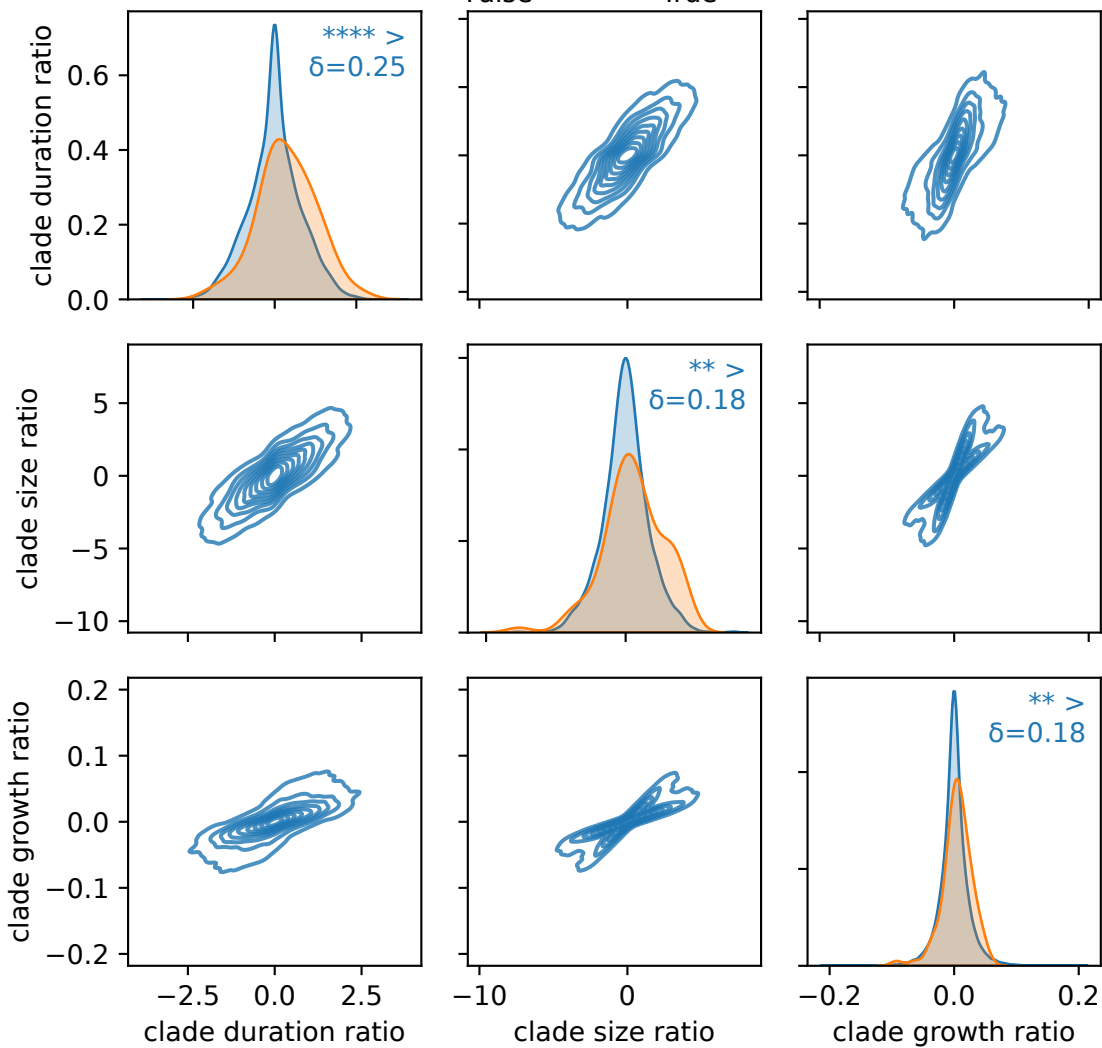 clade duration ratio
0.6
0.4
0.2
0.0
**** >
δ=0.25
clade size ratio
5
0
−5
−10
** >
δ=0.18
clade growth ratio
0.2
0.1
0.0
−0.1
−0.2
** >
δ=0.18
−2.5 0.0 2.5
−10 0
−0.2 0.0 0.2
clade duration ratio
clade size ratio
clade growth ratio